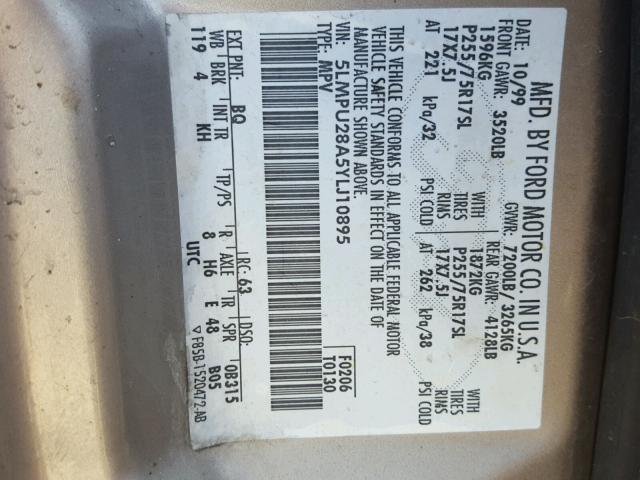 MFD. BY FORD MOTOR CO. IN U.S.A.
DATE: 10/99 GVWR: 7200LB / 3265KG
FRONT GAWR: 3520LB REAR GAWR: 4128LB
1596KG WITH 1872KG WITH
P255/75R17SL TIRES P255/75R17SL TIRES
17X7.5J RIMS 17X7.5J RIMS
AT 221 kPa/32 PSI COLD AT 262 kPa/38 PSI COLD
THIS VEHICLE CONFORMS TO ALL APPLICABLE FEDERAL MOTOR
VEHICLE SAFETY STANDARDS IN EFFECT ON THE DATE OF
MANUFACTURE SHOWN ABOVE.
VIN: 5LMPU28A5YLJ10895 F0206
TYPE: MPV T0130
EXT PNT: BQ RC: 63 DSO: 0B315
WB BRK INT TR TP/PS R AXLE TR SPR B05
119 4 KH 8 H6 E 48
UTC ▽ F85B-1520472-AB